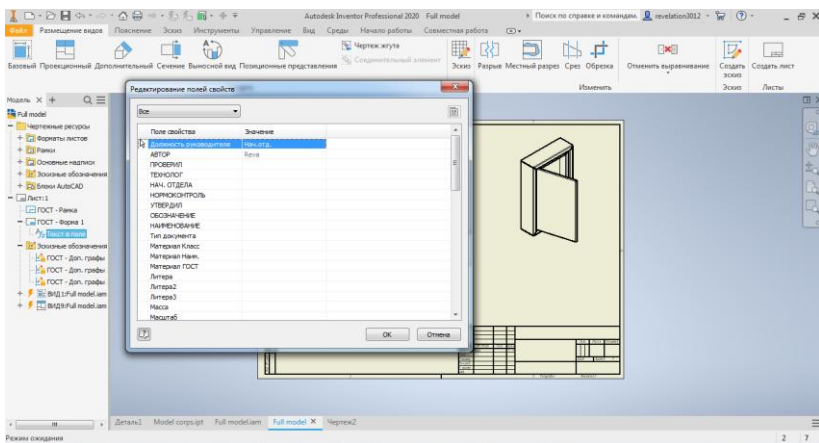 Autodesk Inventor Professional 2020 Full model
Поиск по справке и командам.
revelation3012
Файл Размещение видов Пояснение Эскиз Инструменты Управление Вид Среды Начало работы Совместная работа
Базовый Проекционный Дополнительный Сечение Выносной вид Позиционные представления
Чертеж жгута
Соединительный элемент
Эскиз Разрыв Местный разрез Срез Обрезка
Отменить выравнивание
Создать эскиз
Создать лист
Изменить Эскиз Листы
Модель
Full model
Чертежные ресурсы
Форматы листов
Рамки
Основные надписи
Эскизные обозначения
Блоки AutoCAD
Лист:1
ГОСТ - Рамка
ГОСТ - Форма 1
Текст в поле
Эскизные обозначения
ГОСТ - Доп. графы
ГОСТ - Доп. графы
ГОСТ - Доп. графы
ВИД1:Full model.iam
ВИД9:Full model.iam
Редактирование полей свойств
Все
Поле свойства Значение
Должность руководителя Нач.отд.
АВТОР Reva
ПРОВЕРИЛ
ТЕХНОЛОГ
НАЧ. ОТДЕЛА
НОРМОКОНТРОЛЬ
УТВЕРДИЛ
ОБОЗНАЧЕНИЕ
НАИМЕНОВАНИЕ
Тип документа
Материал Класс
Материал Наим.
Материал ГОСТ
Литера
Литера2
Литера3
Масса
Масштаб
OK Отмена
Деталь1 Model corps.ipt Full model.iam Full model Чертеж2
Режим ожидания 2 7